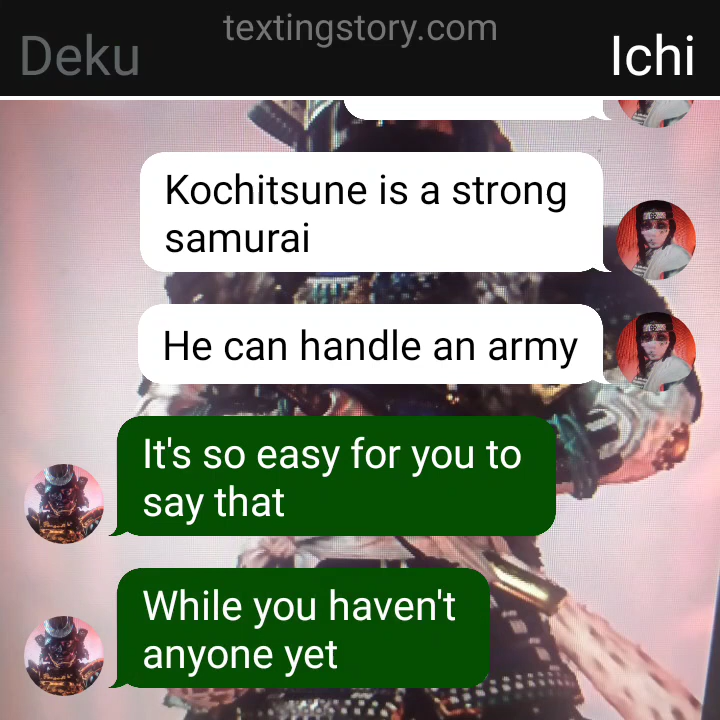 textingstory.com
Deku
Ichi
Kochitsune is a strong
samurai
He can handle an army
It's so easy for you to
say that
While you haven't
anyone yet